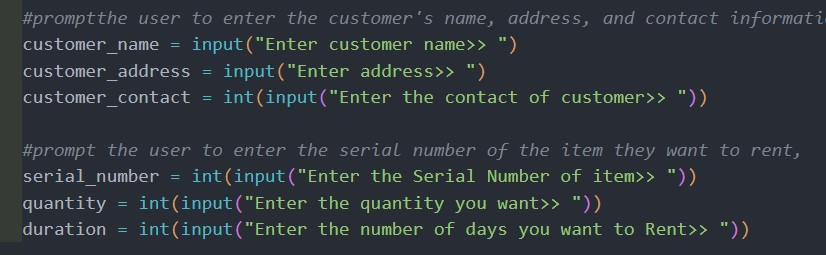 #promptthe user to enter the customer's name, address, and contact informati
customer_name = input("Enter customer name>> ")
customer_address = input("Enter address>> ")
customer_contact = int(input("Enter the contact of customer>> "))
#prompt the user to enter the serial number of the item they want to rent,
serial_number = int(input("Enter the Serial Number of item>> "))
quantity = int(input("Enter the quantity you want>> "))
duration = int(input("Enter the number of days you want to Rent>> "))